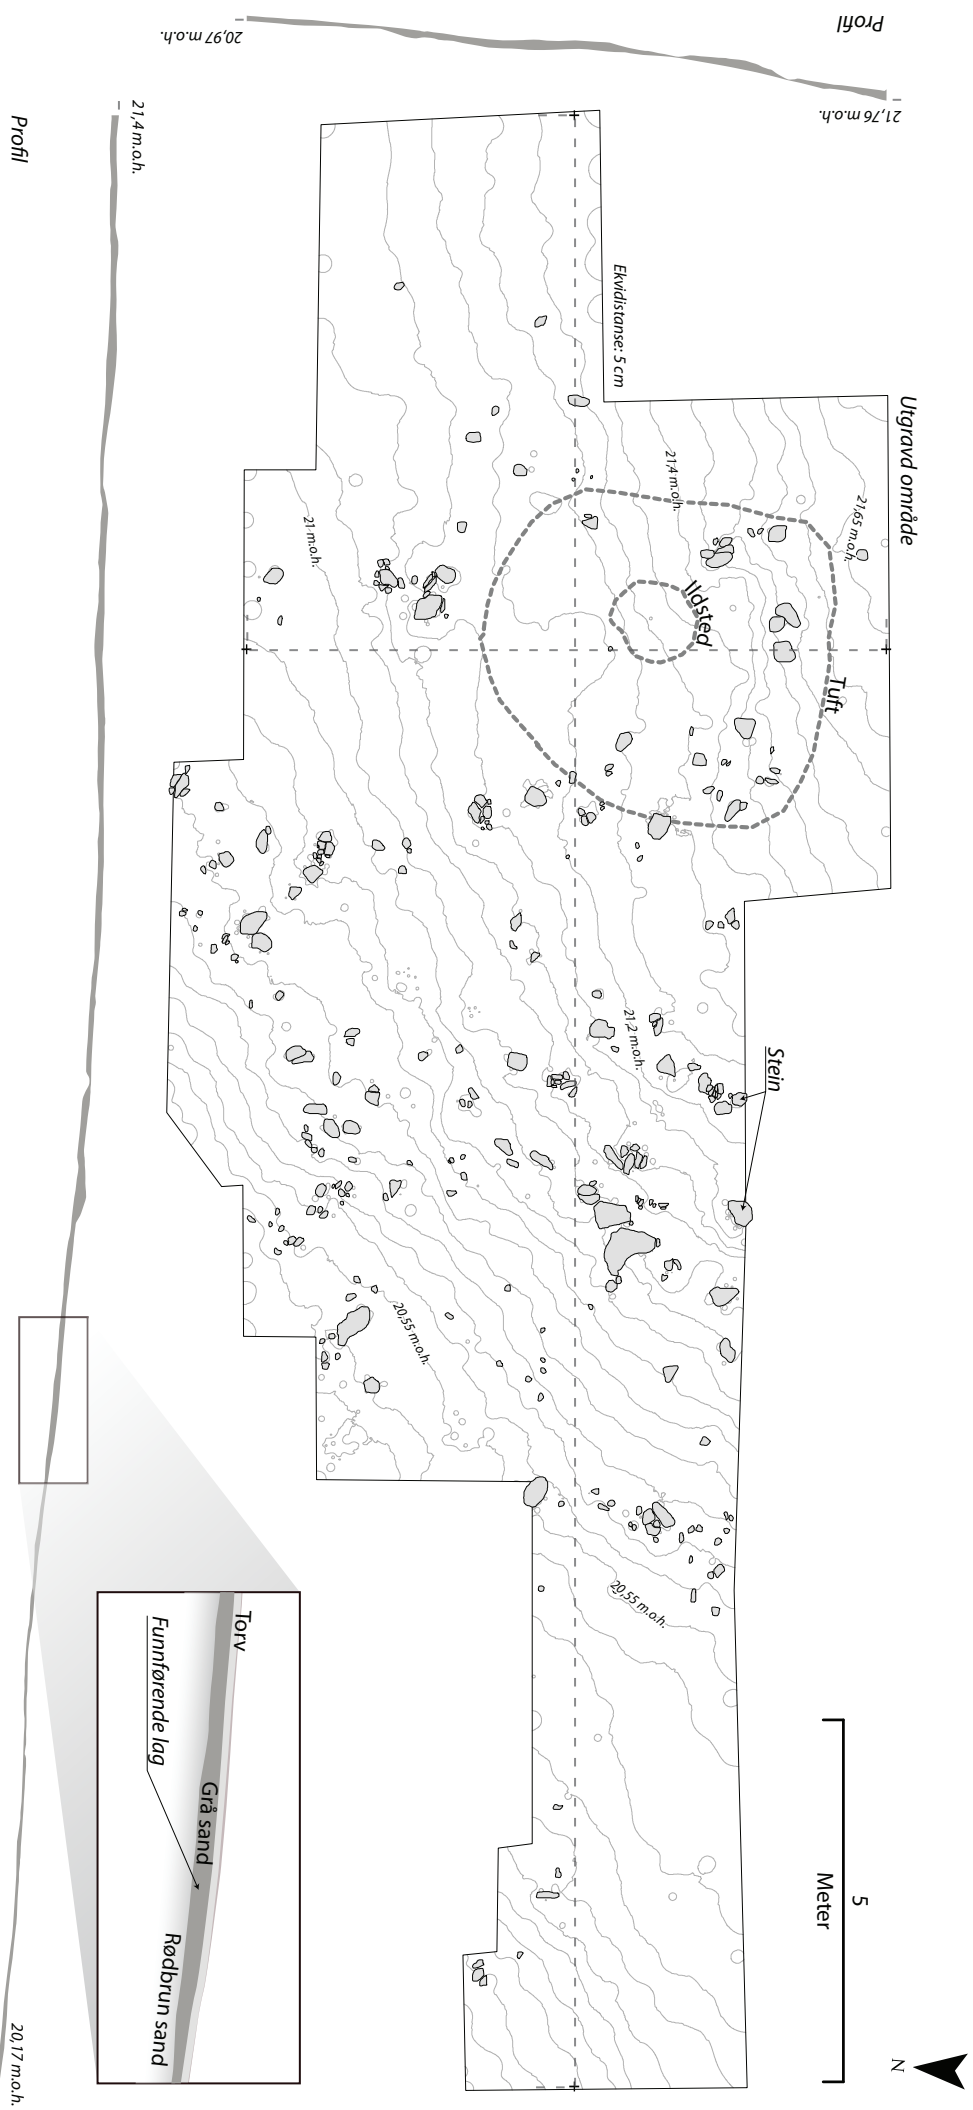 Profil
20,97 m.o.h.
21,76 m.o.h.
21,4 m.o.h.
Profil
Ekvidistanse: 5 cm
Utgravd område
21,4 m.o.h.
21,65 m.o.h.
21 m.o.h.
Ildsted
Tuft
21,2 m.o.h.
Stein
20,55 m.o.h.
20,55 m.o.h.
Torv
Funnførende lag
Grå sand
Rødbrun sand
5
Meter
N
20,17 m.o.h.